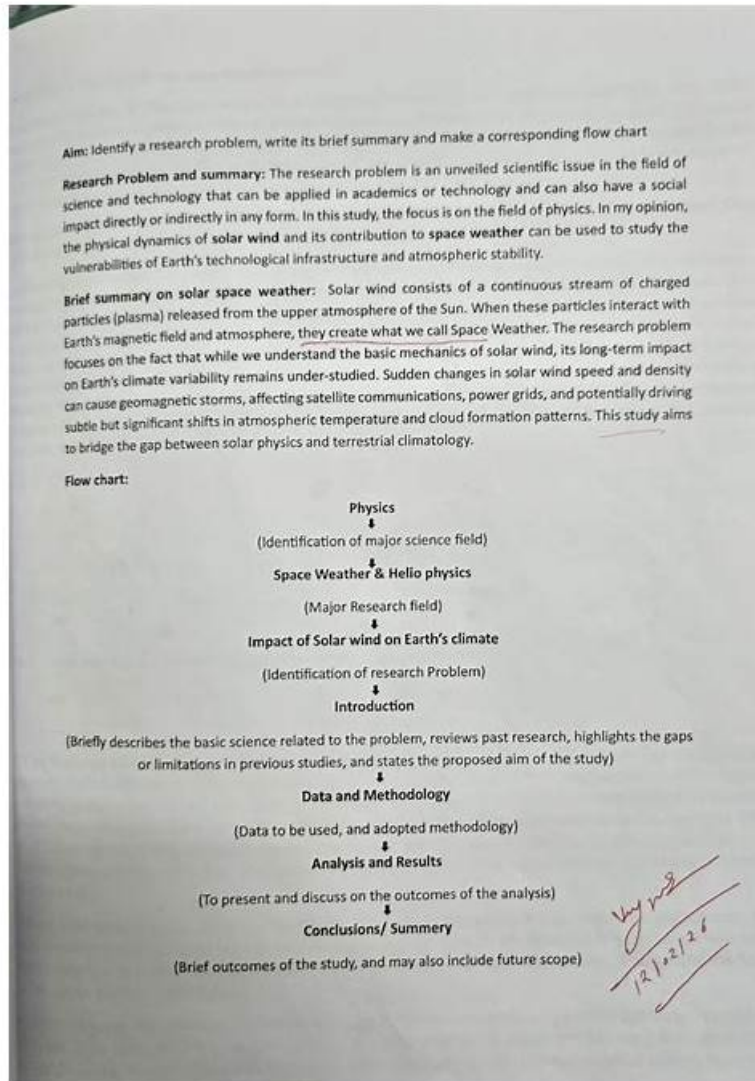 Aim: Identify a research problem, write its brief summary and make a corresponding flow chart
Research Problem and summary: The research problem is an unveiled scientific issue in the field of
science and technology that can be applied in academics or technology and can also have a social
impact directly or indirectly in any form. In this study, the focus is on the field of physics. In my opinion,
the physical dynamics of solar wind and its contribution to space weather can be used to study the
vulnerabilities of Earth's technological infrastructure and atmospheric stability.
Brief summary on solar space weather: Solar wind consists of a continuous stream of charged
particles (plasma) released from the upper atmosphere of the Sun. When these particles interact with
Earth's magnetic field and atmosphere, they create what we call Space Weather. The research problem
focuses on the fact that while we understand the basic mechanics of solar wind, its long-term impact
on Earth's climate variability remains under-studied. Sudden changes in solar wind speed and density
can cause geomagnetic storms, affecting satellite communications, power grids, and potentially driving
subtle but significant shifts in atmospheric temperature and cloud formation patterns. This study aims
to bridge the gap between solar physics and terrestrial climatology.
Flow chart:
Physics
(Identification of major science field)
Space Weather & Helio physics
(Major Research field)
Impact of Solar wind on Earth's climate
(Identification of research Problem)
Introduction
(Briefly describes the basic science related to the problem, reviews past research, highlights the gaps
or limitations in previous studies, and states the proposed aim of the study)
Data and Methodology
(Data to be used, and adopted methodology)
Analysis and Results
(To present and discuss on the outcomes of the analysis)
Conclusions/ Summery
(Brief outcomes of the study, and may also include future scope)
12/02/26